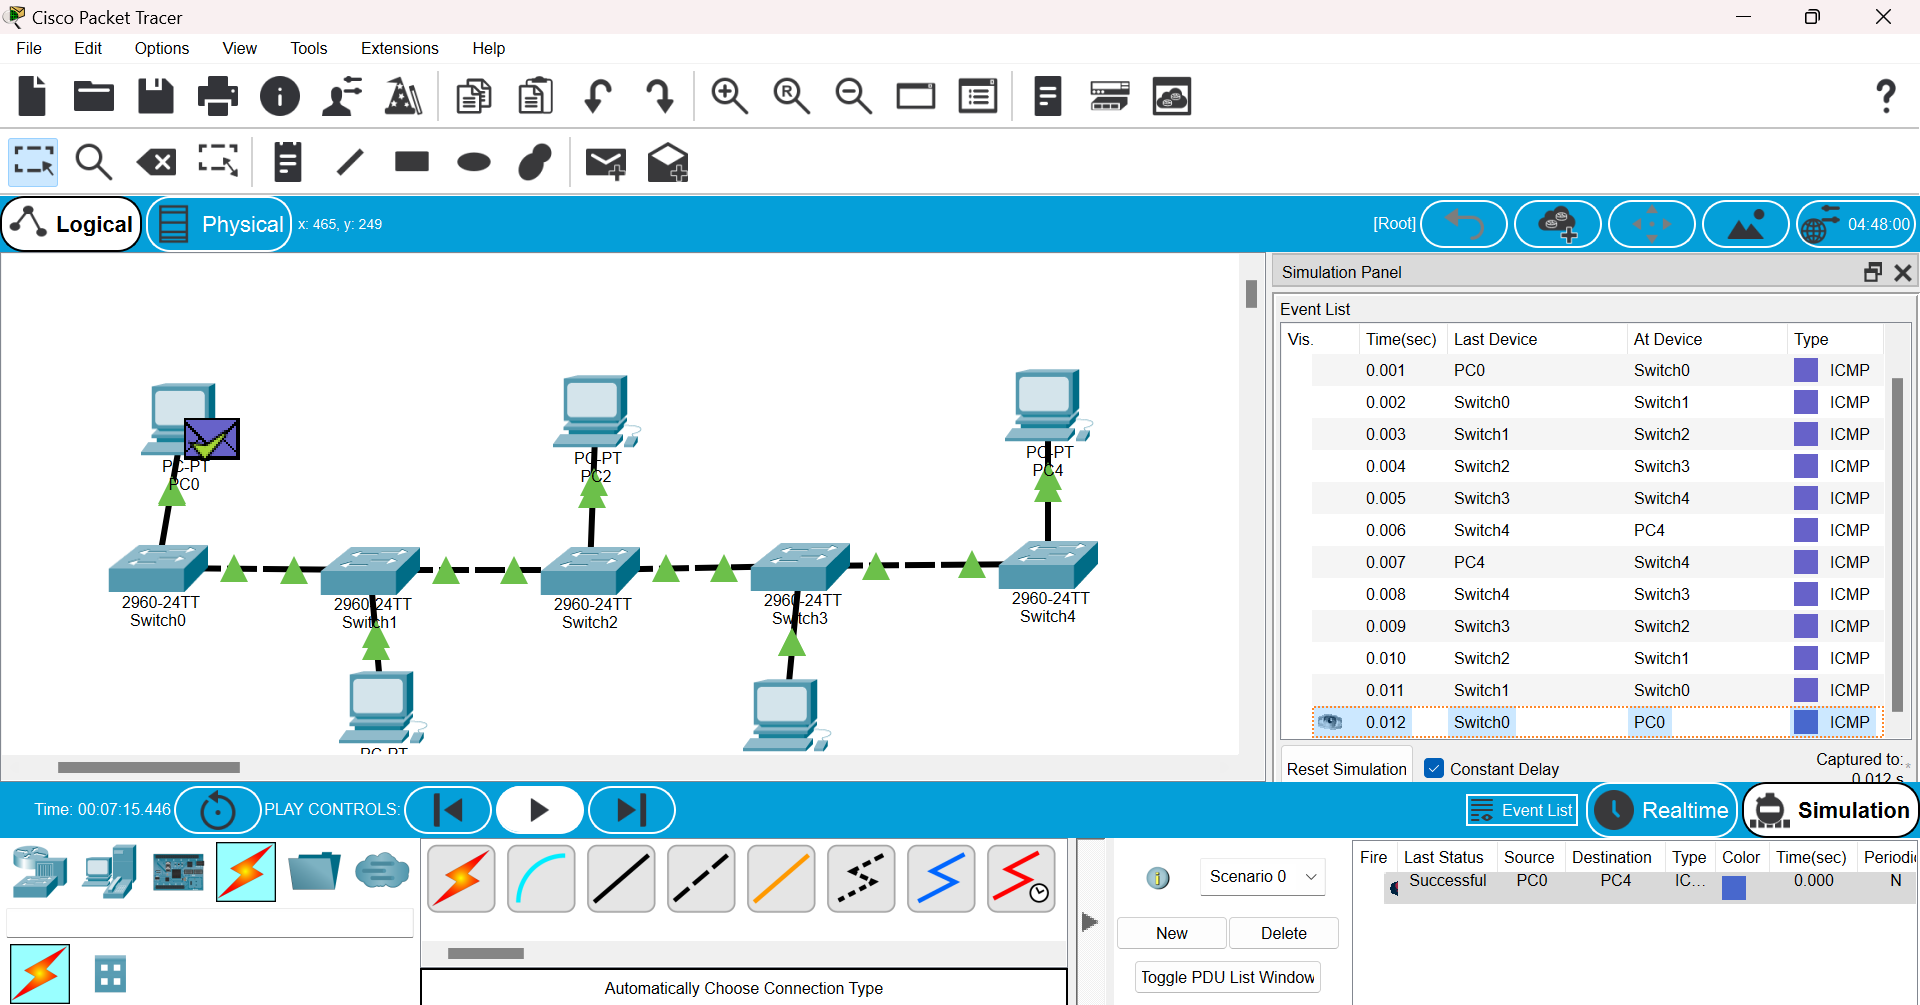 Cisco Packet Tracer
File Edit Options View Tools Extensions Help
Logical Physical x: 465, y: 249 [Root] 04:48:00
PC-PT
PC0
PC-PT
PC2
PC-PT
PC4
2960-24TT
Switch0
2960-24TT
Switch1
2960-24TT
Switch2
2960-24TT
Switch3
2960-24TT
Switch4
PC-PT
Simulation Panel
Event List
Vis. Time(sec) Last Device At Device Type
0.001 PC0 Switch0 ICMP
0.002 Switch0 Switch1 ICMP
0.003 Switch1 Switch2 ICMP
0.004 Switch2 Switch3 ICMP
0.005 Switch3 Switch4 ICMP
0.006 Switch4 PC4 ICMP
0.007 PC4 Switch4 ICMP
0.008 Switch4 Switch3 ICMP
0.009 Switch3 Switch2 ICMP
0.010 Switch2 Switch1 ICMP
0.011 Switch1 Switch0 ICMP
0.012 Switch0 PC0 ICMP
Reset Simulation Constant Delay Captured to:*
0.012 s
Time: 00:07:15.446 PLAY CONTROLS: Event List Realtime Simulation
Scenario 0
New Delete
Toggle PDU List Window
Fire Last Status Source Destination Type Color Time(sec) Periodic
Successful PC0 PC4 IC... 0.000 N
Automatically Choose Connection Type